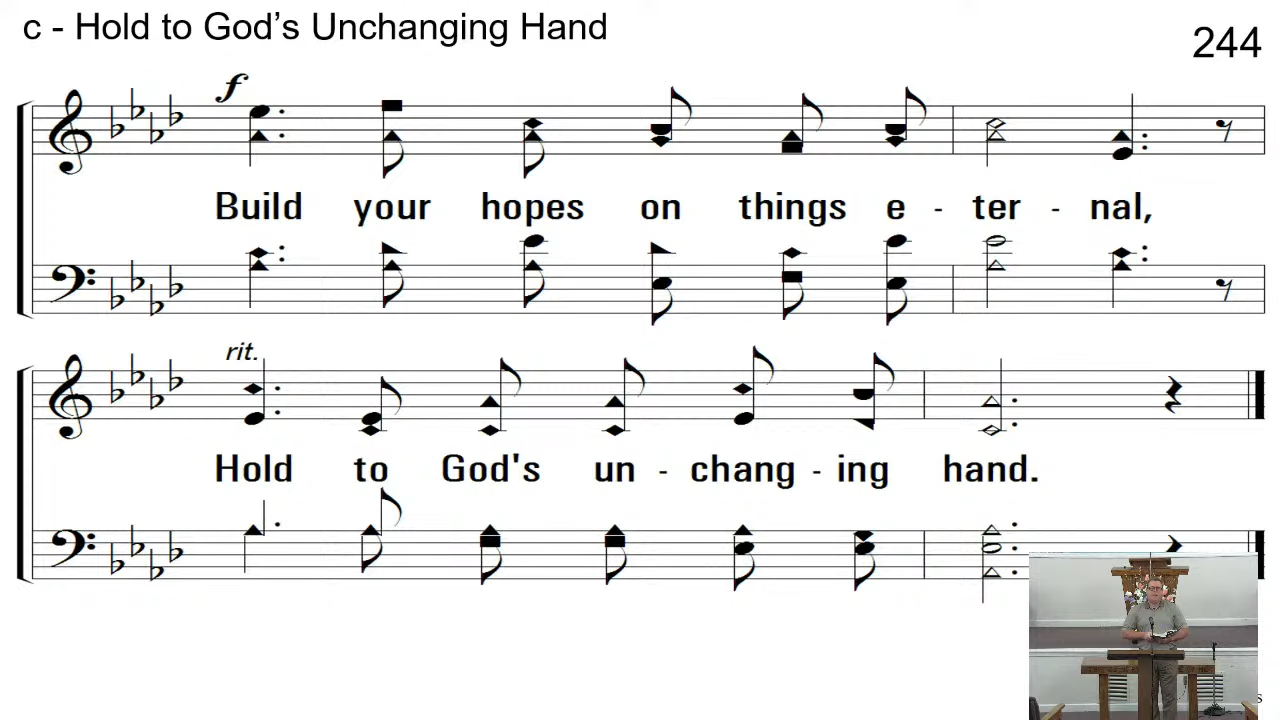 c - Hold to God’s Unchanging Hand
244
f
Build your hopes on things e - ter - nal,
rit.
Hold to God's un - chang - ing hand.
s